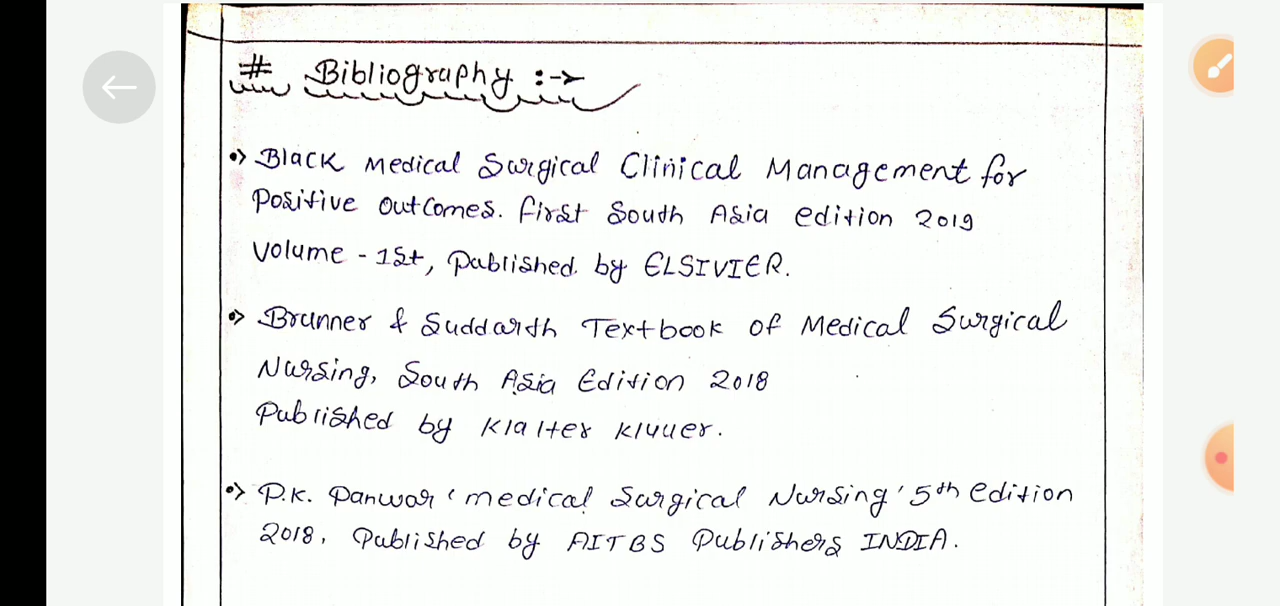 # Bibliography :->
•> Black Medical Surgical Clinical Management for
Positive Outcomes. First South Asia edition 2019
Volume - 1st, Published. by ELSIVIER.
•> Brunner & Suddarth Textbook of Medical Surgical
Nursing, South Asia Edition 2018
Published by Klalter Kluuer.
•> P.K. Panwar 'medical Surgical Nursing' 5th edition
2018, Published by AITBS Publishers INDIA.